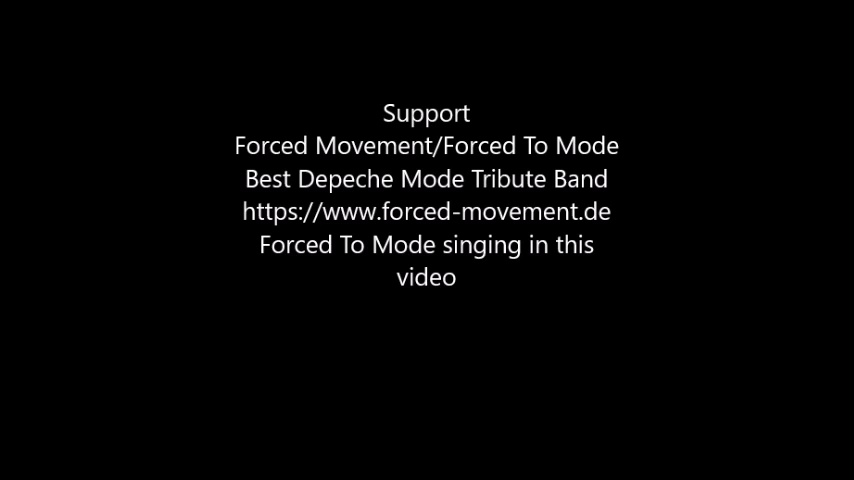 Support
Forced Movement/Forced To Mode
Best Depeche Mode Tribute Band
https://www.forced-movement.de
Forced To Mode singing in this
video